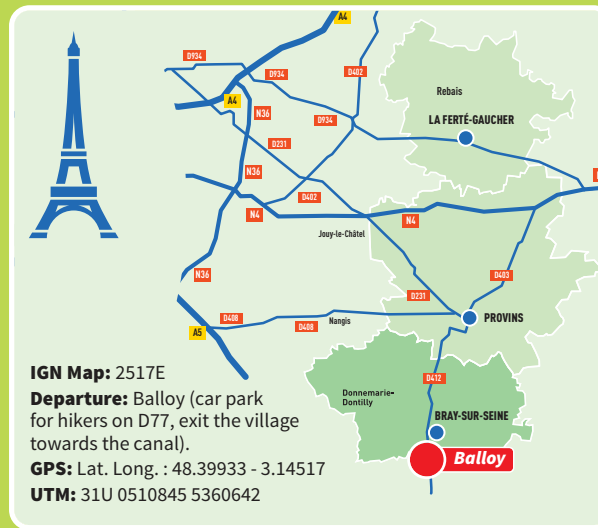 A4
D934
D934
D402
A4
Rebais
N36
D934
LA FERTÉ-GAUCHER
D231
N36
D402
N4
N4
Jouy-le-Châtel
N36
D403
D231
D408
PROVINS
A5
D408
Nangis
IGN Map: 2517E
Departure: Balloy (car park
for hikers on D77, exit the village
towards the canal).
GPS: Lat. Long. : 48.39933 - 3.14517
UTM: 31U 0510845 5360642
D412
Donnemarie-
Dontilly
BRAY-SUR-SEINE
Balloy